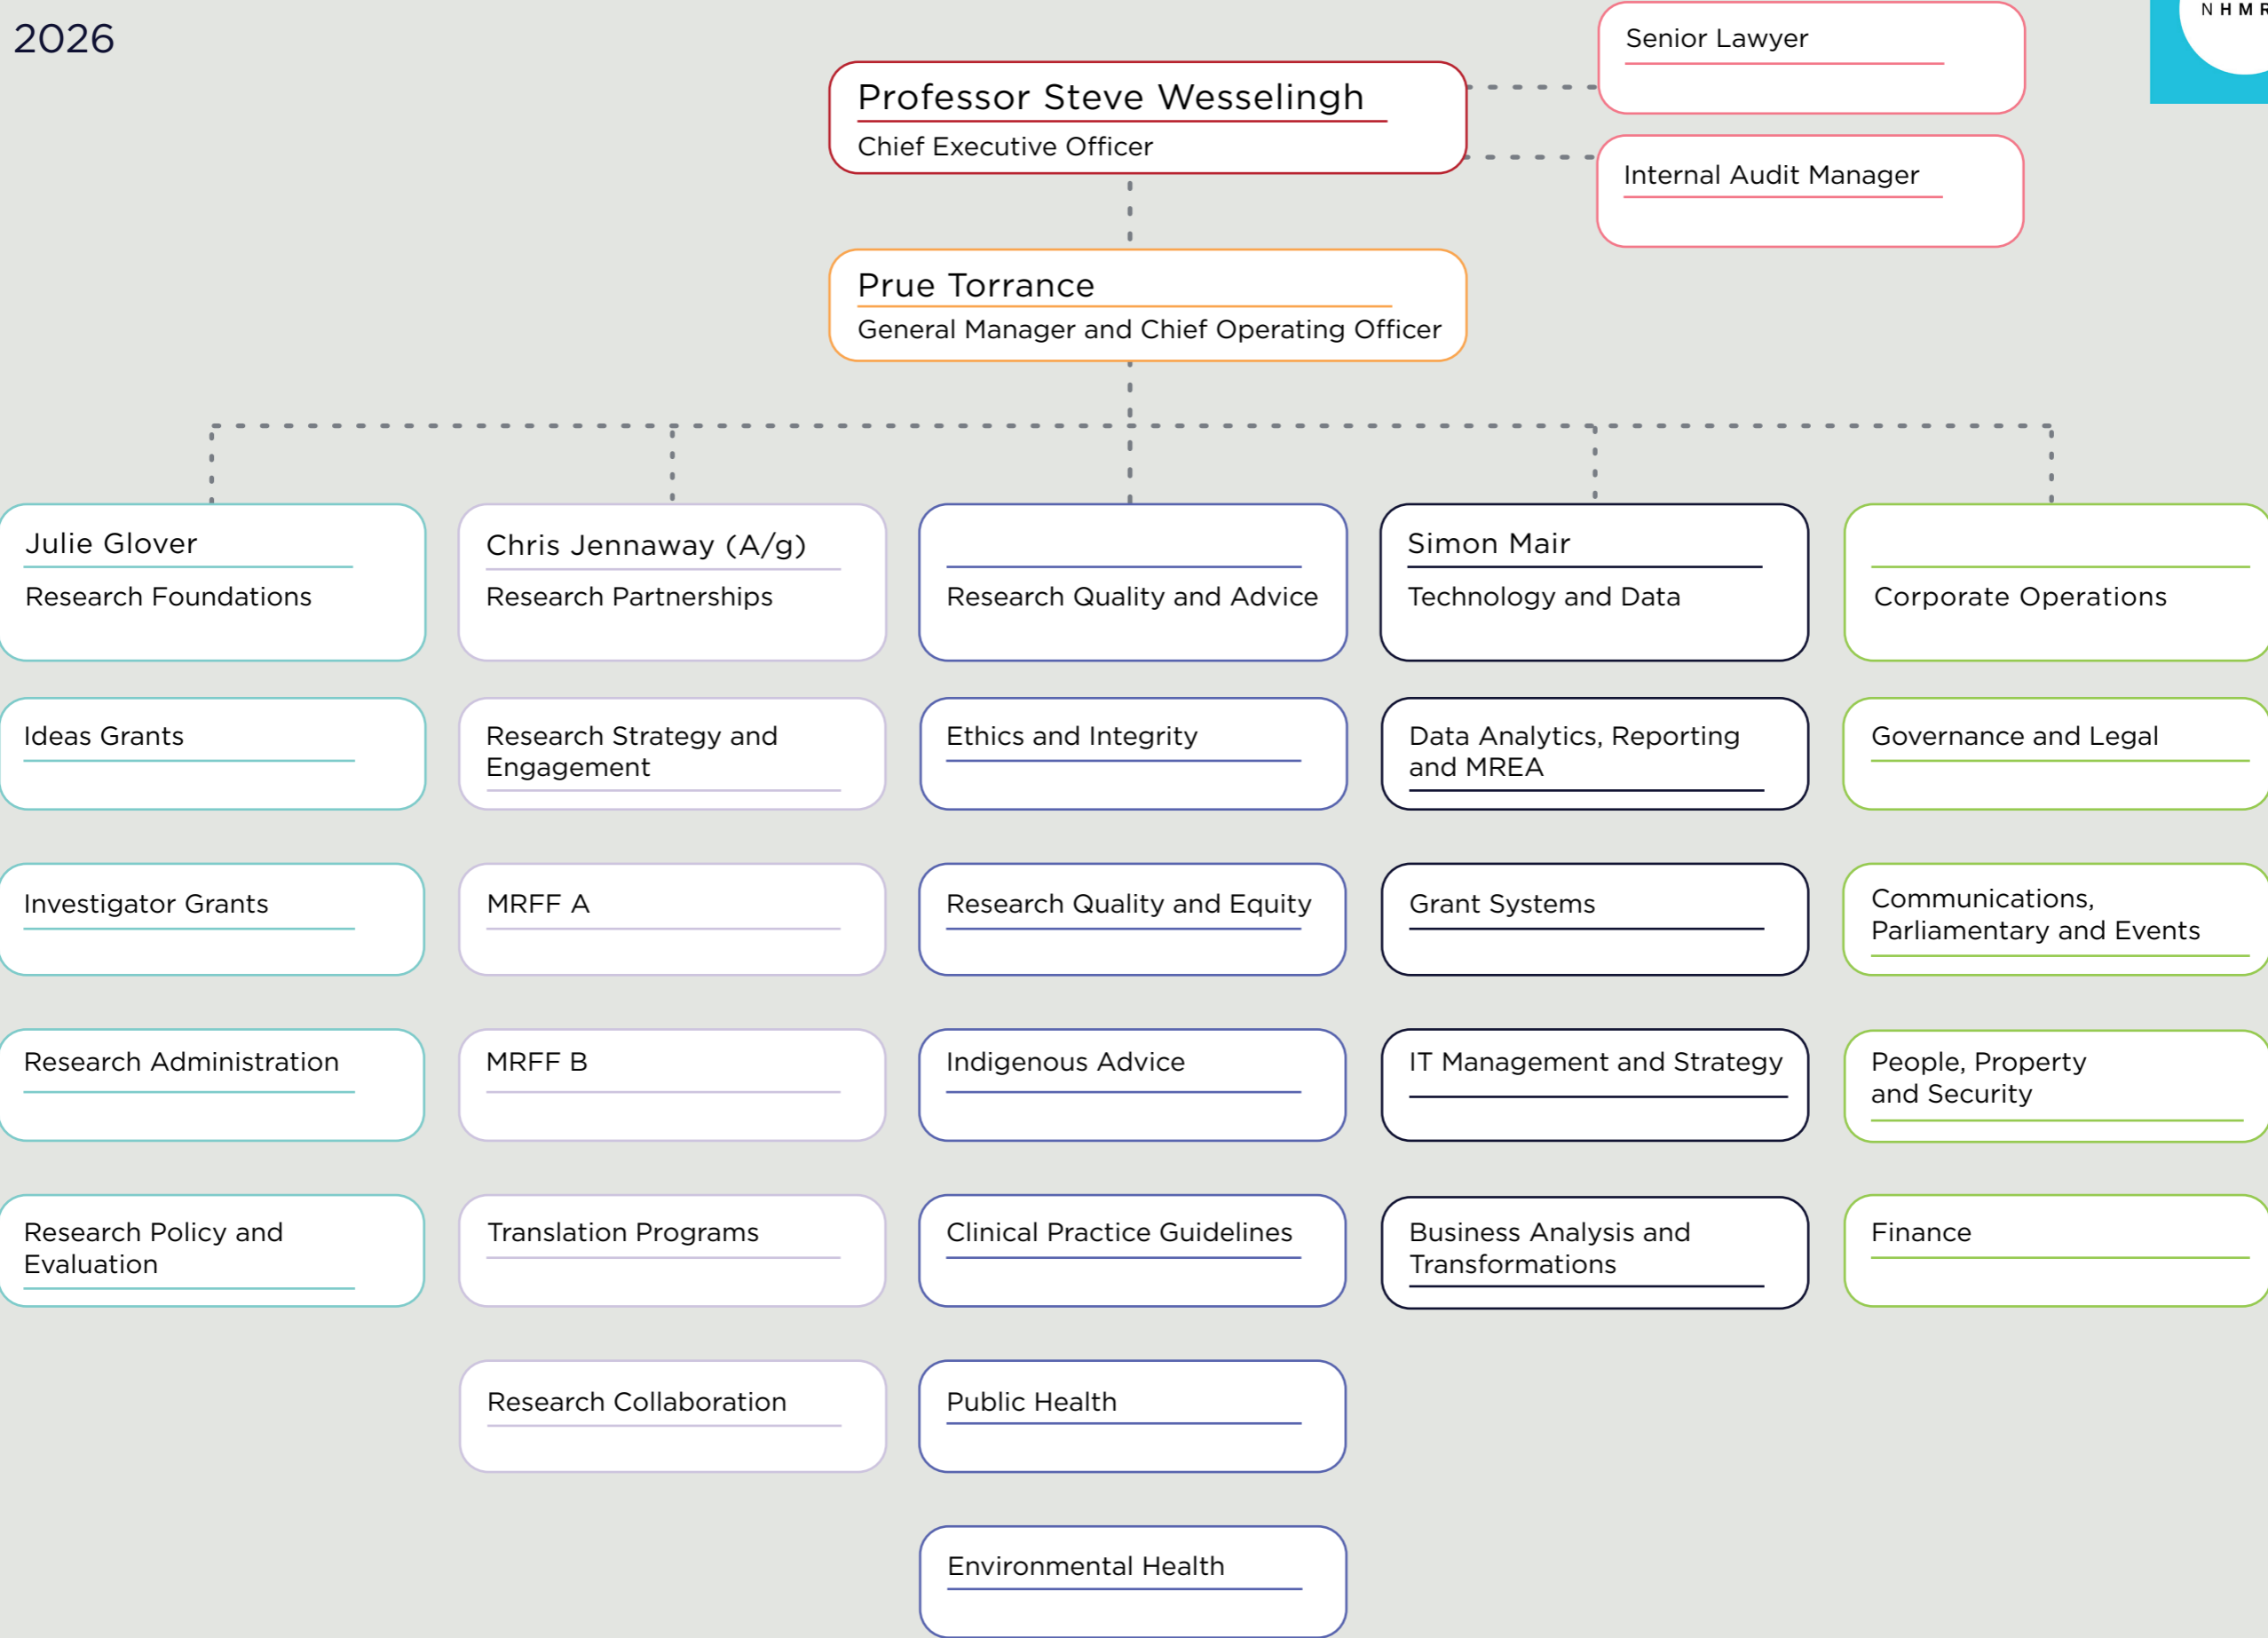 2026
NHMR
Professor Steve Wesselingh
Chief Executive Officer
Senior Lawyer
Internal Audit Manager
Prue Torrance
General Manager and Chief Operating Officer
Julie Glover
Research Foundations
Ideas Grants
Investigator Grants
Research Administration
Research Policy and
Evaluation
Chris Jennaway (A/g)
Research Partnerships
Research Strategy and
Engagement
MRFF A
MRFF B
Translation Programs
Research Collaboration
Research Quality and Advice
Ethics and Integrity
Research Quality and Equity
Indigenous Advice
Clinical Practice Guidelines
Public Health
Environmental Health
Simon Mair
Technology and Data
Data Analytics, Reporting
and MREA
Grant Systems
IT Management and Strategy
Business Analysis and
Transformations
Corporate Operations
Governance and Legal
Communications,
Parliamentary and Events
People, Property
and Security
Finance